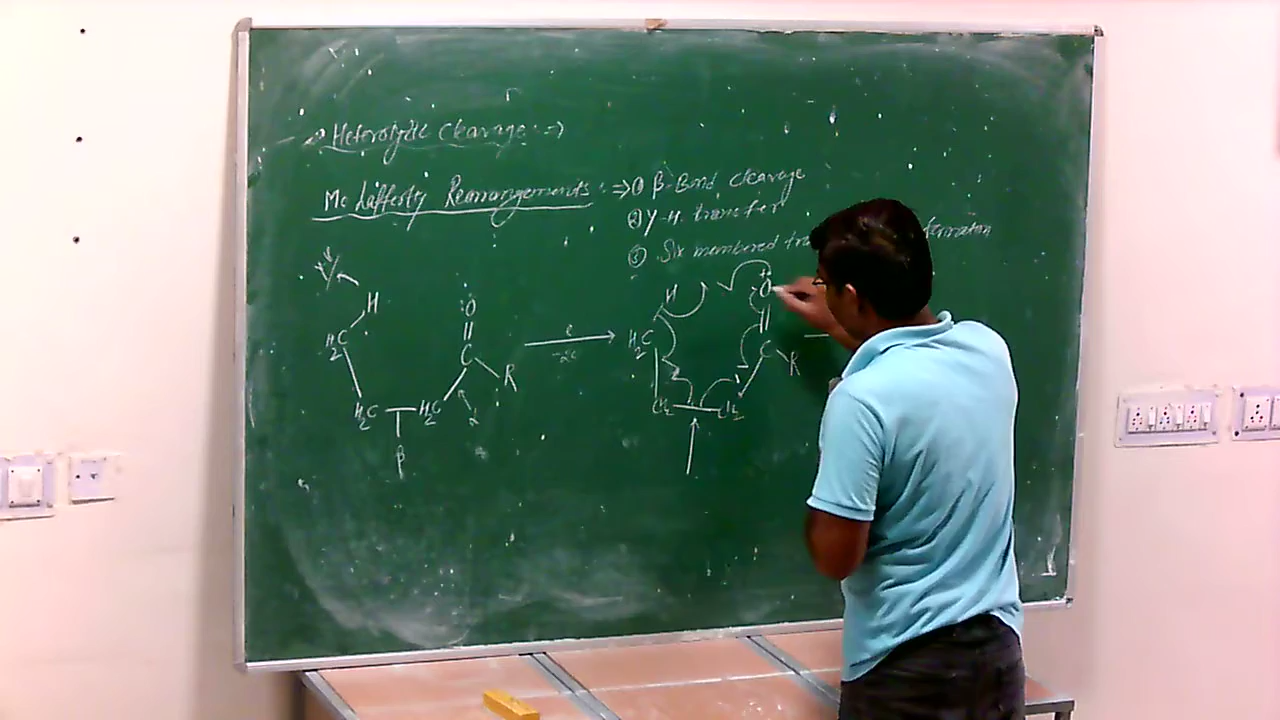 Heterolytic Cleavage :→
Mc Lafferty Rearrangements :⇒ ① β-Bond cleavage
② γ-H. transfer
③ Six membered
H
H₂C
H₂C
H₂C
:O
C
R
α
β
e
-2e
H
H₂C
CH₂
CH₂
O
C
R